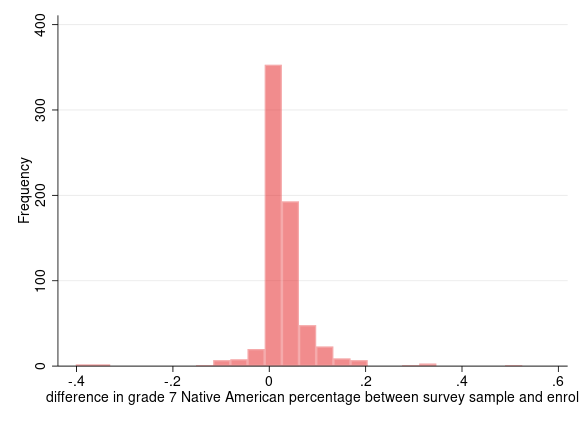 400
300
200
100
0
Frequency
-.4 -.2 0 .2 .4 .6
difference in grade 7 Native American percentage between survey sample and enrol